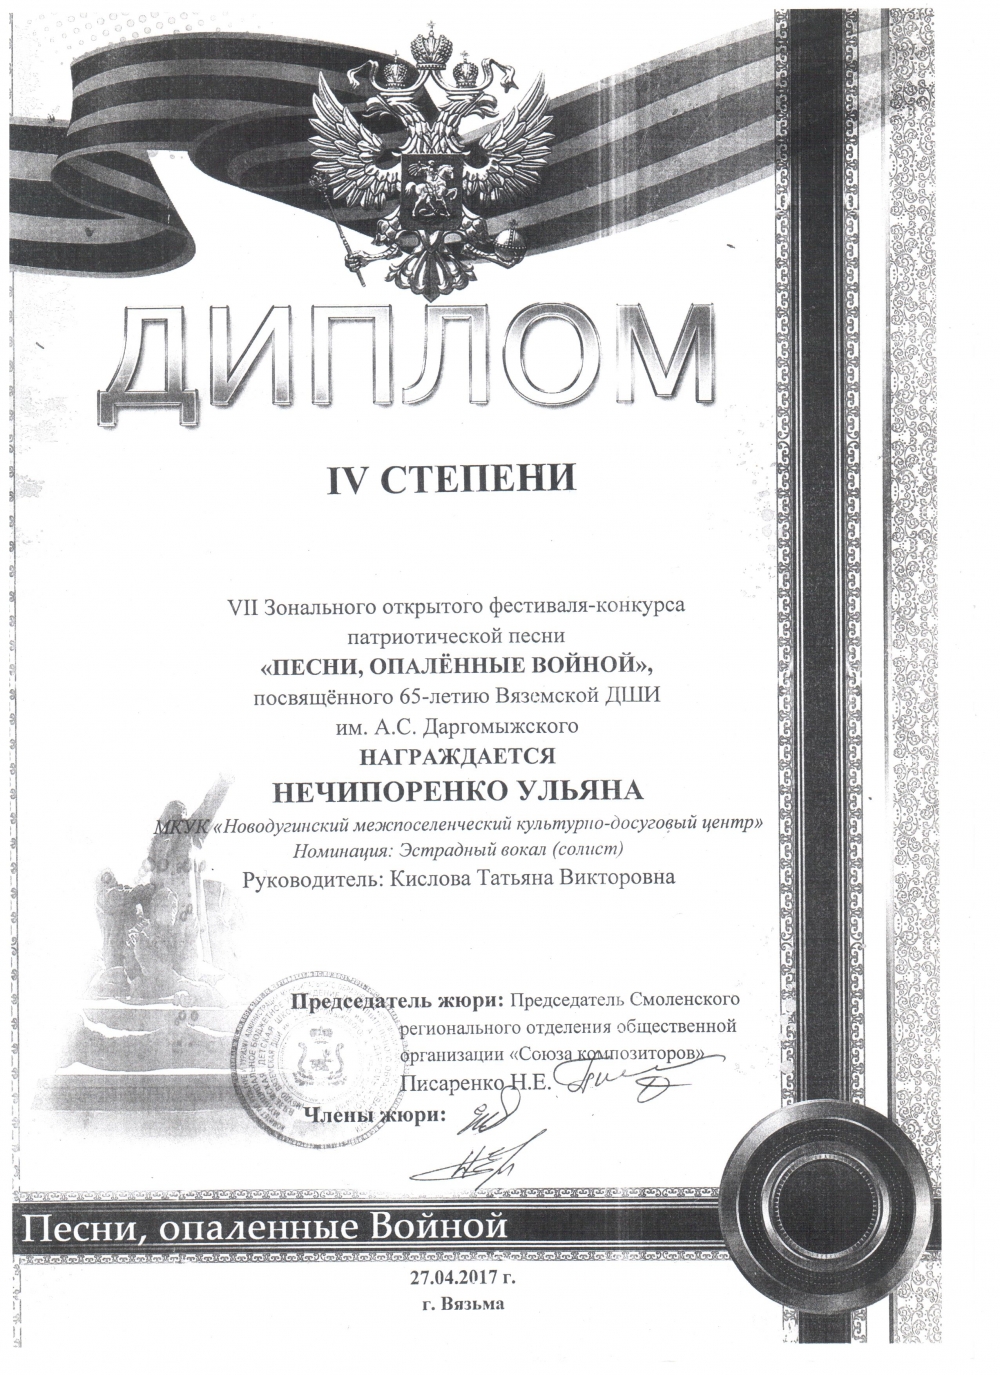 ДИПЛОМ
IV СТЕПЕНИ
VII Зонального открытого фестиваля-конкурса
патриотической песни
«ПЕСНИ, ОПАЛЁННЫЕ ВОЙНОЙ»,
посвящённого 65-летию Вяземской ДШИ
им. А.С. Даргомыжского
НАГРАЖДАЕТСЯ
НЕЧИПОРЕНКО УЛЬЯНА
МКУК «Новодугинский межпоселенческий культурно-досуговый центр»
Номинация: Эстрадный вокал (солист)
Руководитель: Кислова Татьяна Викторовна
Председатель жюри: Председатель Смоленского
регионального отделения общественной
организации «Союза композиторов»
Писаренко Н.Е.
Члены жюри:
Песни, опаленные Войной
27.04.2017 г.
г. Вязьма